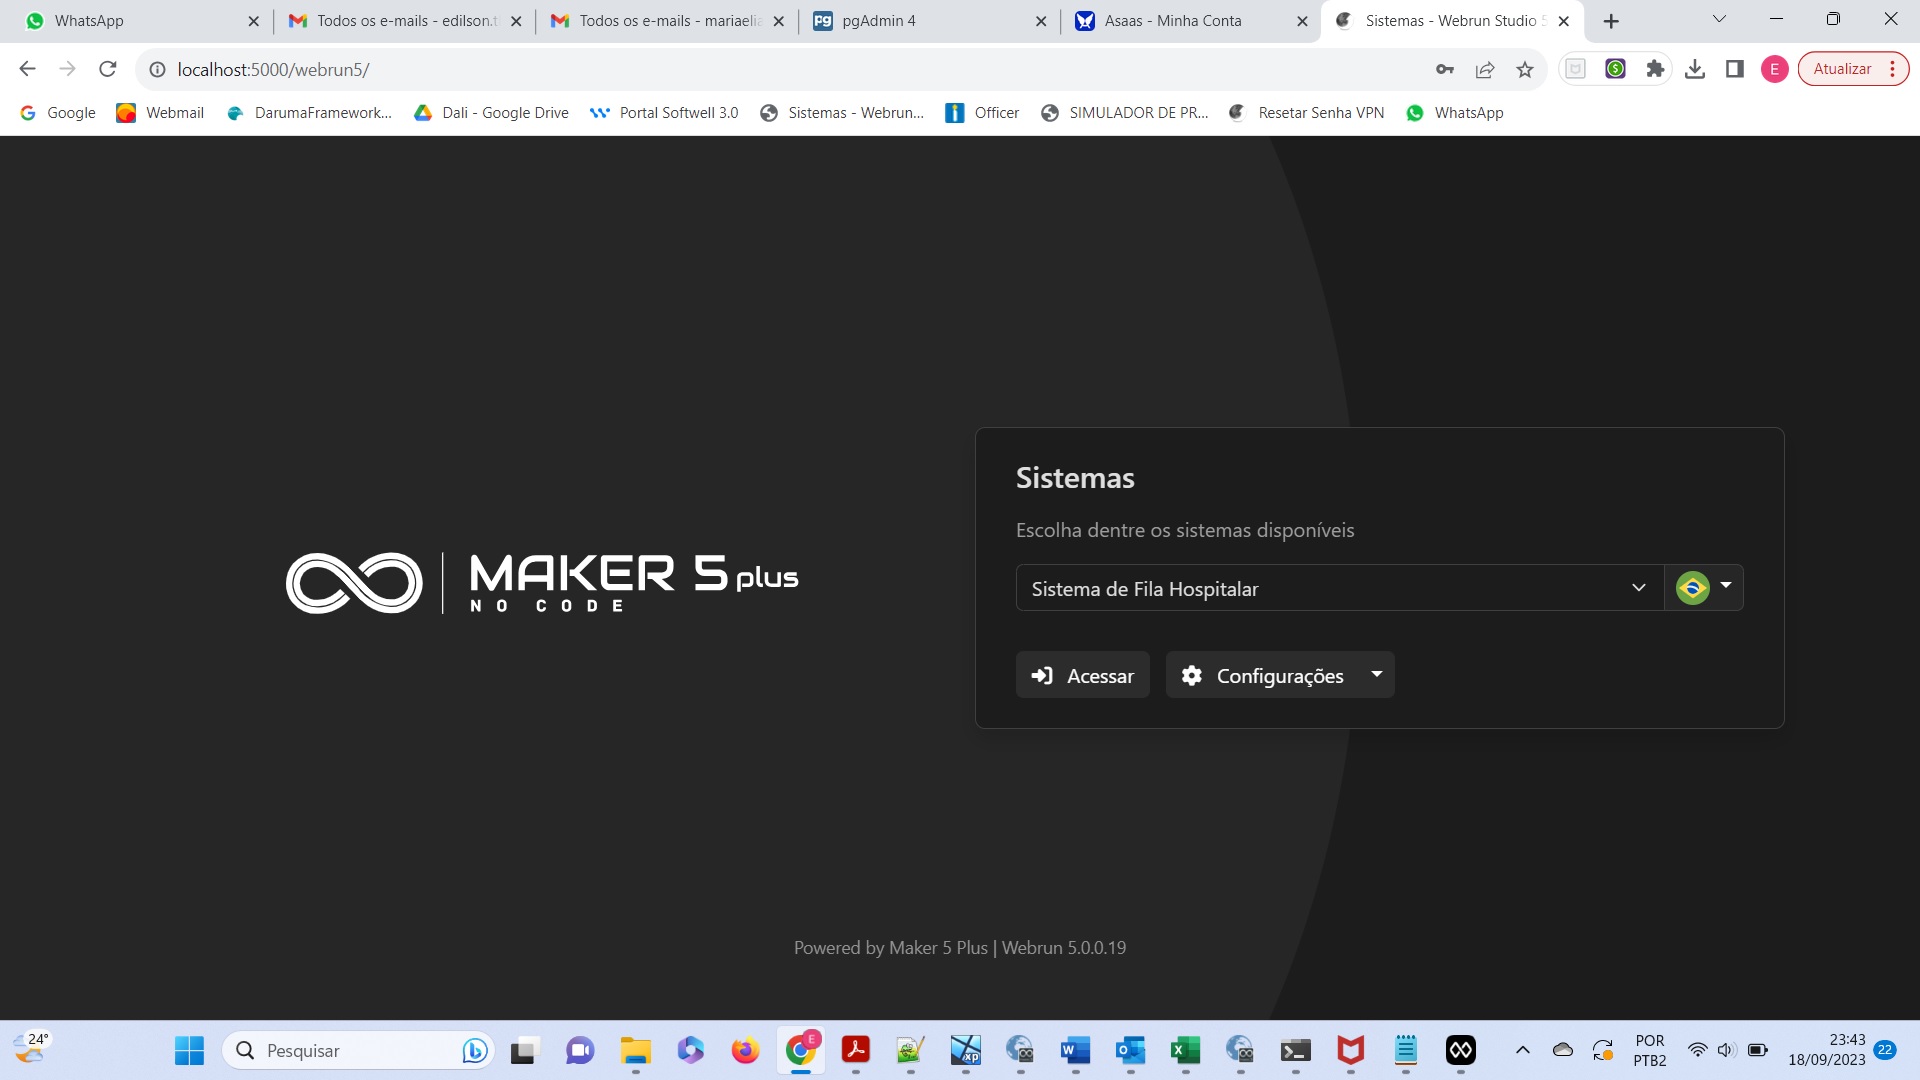 WhatsApp
Todos os e-mails - edilson.t
Todos os e-mails - mariaelia
pgAdmin 4
Asaas - Minha Conta
Sistemas - Webrun Studio 5
localhost:5000/webrun5/
E
Atualizar
Google
Webmail
DarumaFramework...
Dali - Google Drive
Portal Softwell 3.0
Sistemas - Webrun...
Officer
SIMULADOR DE PR...
Resetar Senha VPN
WhatsApp
Sistemas
Escolha dentre os sistemas disponíveis
Sistema de Fila Hospitalar
MAKER 5 plus
NO CODE
Acessar
Configurações
Powered by Maker 5 Plus | Webrun 5.0.0.19
24°
Pesquisar
POR
PTB2
23:43
18/09/2023
22